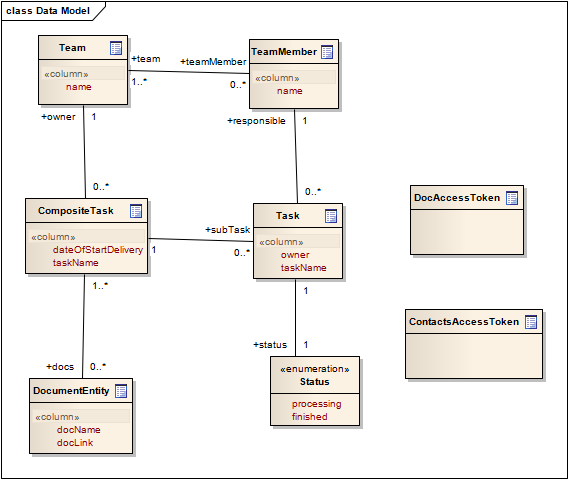 class Data Model
Team
«column»
name
+team
1..*
+teamMember
0..*
TeamMember
«column»
name
+owner
1
+responsible
1
0..*
0..*
CompositeTask
«column»
dateOfStartDelivery
taskName
1
+subTask
0..*
Task
«column»
owner
taskName
DocAccessToken
1..*
1
ContactsAccessToken
+status
1
+docs
0..*
«enumeration»
Status
processing
finished
DocumentEntity
«column»
docName
docLink